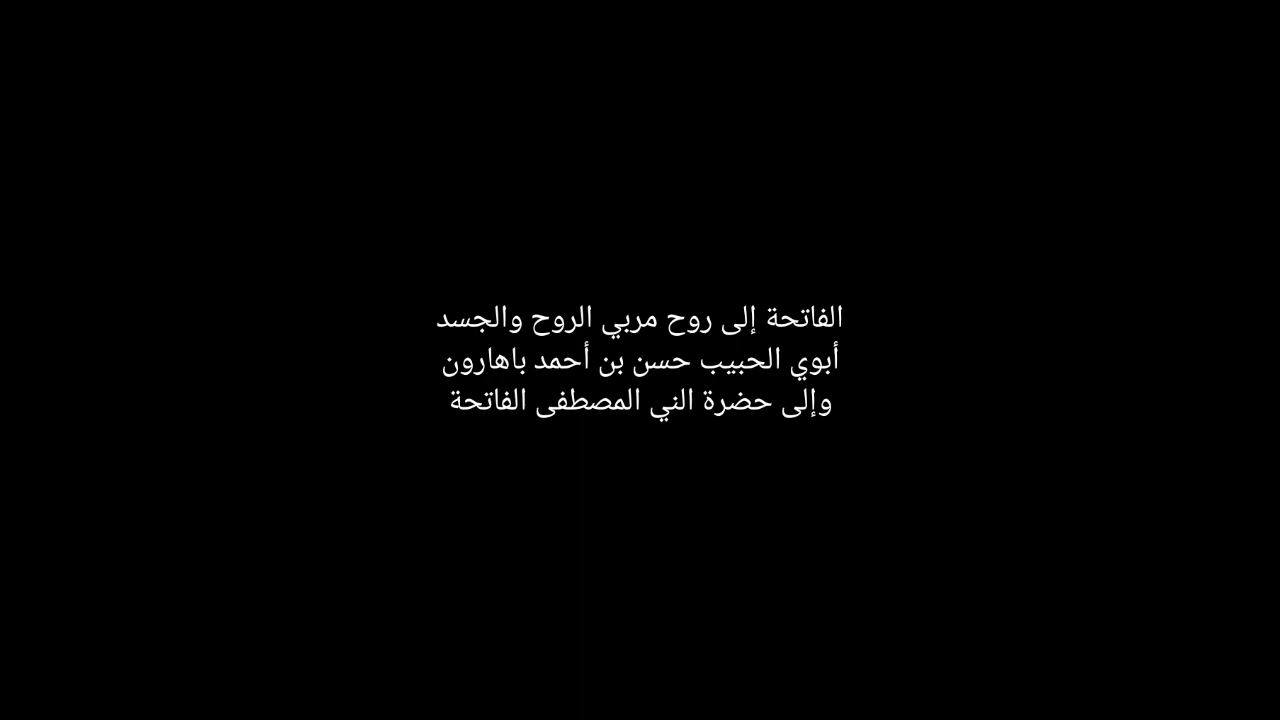 الفاتحة إلى روح مربي الروح والجسد
أبوي الحبيب حسن بن أحمد باهارون
وإلى حضرة الني المصطفى الفاتحة